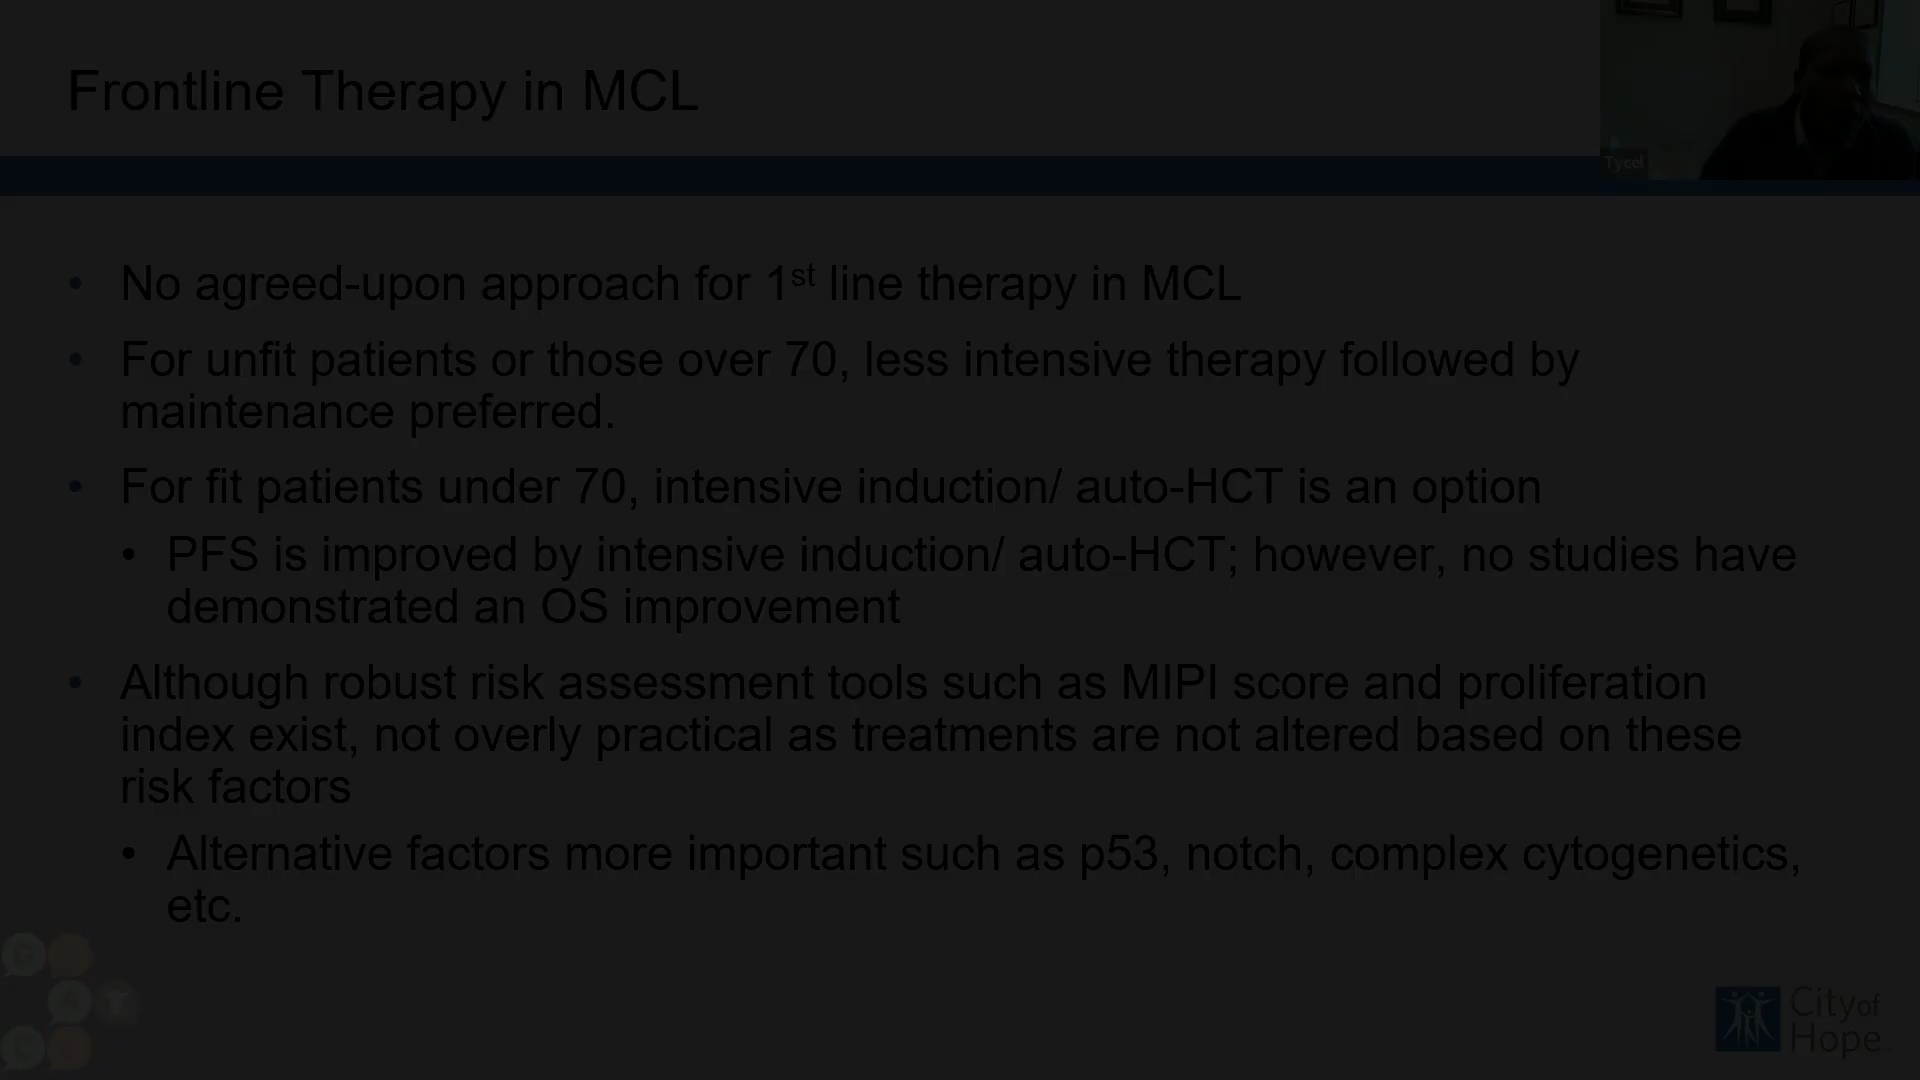 Frontline Therapy in MCL
Tycel
• No agreed-upon approach for 1st line therapy in MCL
• For unfit patients or those over 70, less intensive therapy followed by
maintenance preferred.
• For fit patients under 70, intensive induction/ auto-HCT is an option
• PFS is improved by intensive induction/ auto-HCT; however, no studies have
demonstrated an OS improvement
• Although robust risk assessment tools such as MIPI score and proliferation
index exist, not overly practical as treatments are not altered based on these
risk factors
• Alternative factors more important such as p53, notch, complex cytogenetics,
etc.
City of
Hope